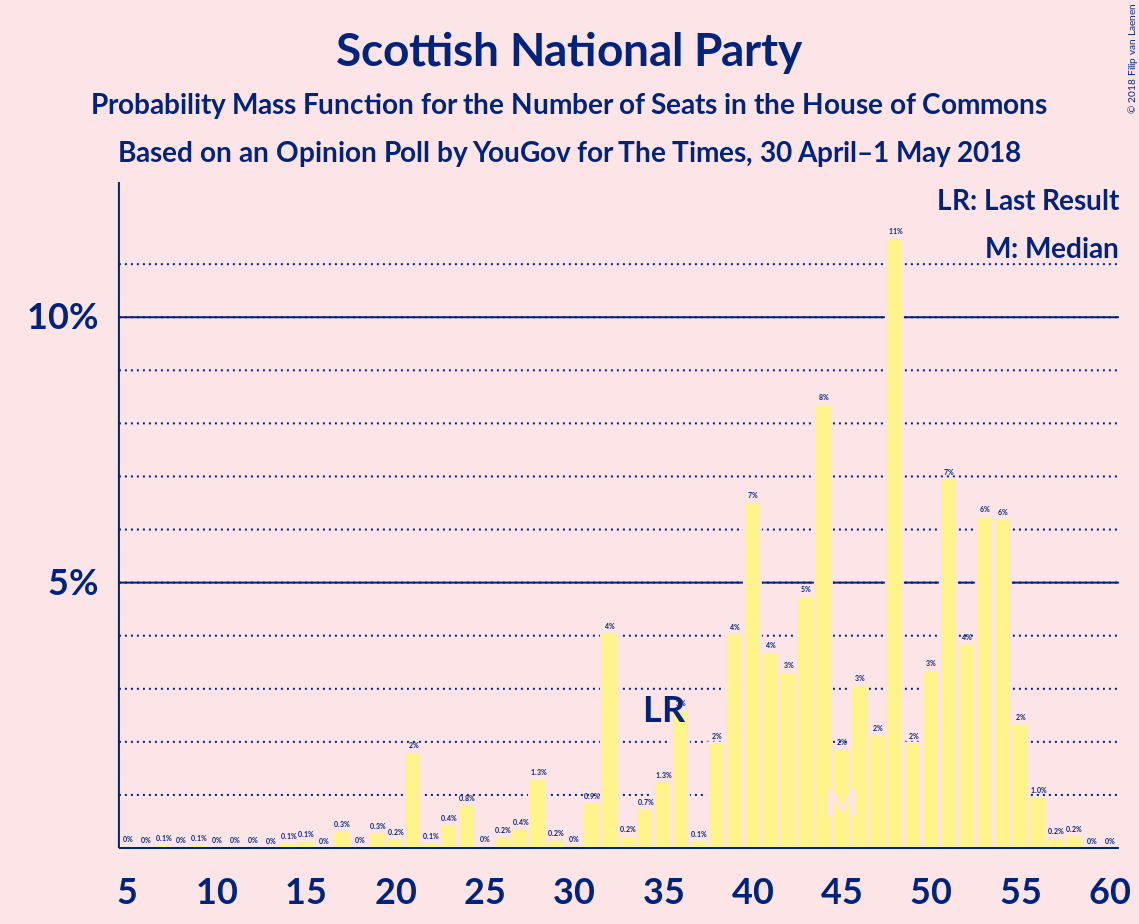 Scottish National Party
Probability Mass Function for the Number of Seats in the House of Commons
Based on an Opinion Poll by YouGov for The Times, 30 April–1 May 2018
© 2018 Filip van Laenen
LR: Last Result
M: Median
10%
5%
0% 0% 0.1% 0% 0.1% 0% 0% 0% 0% 0.1% 0.1% 0% 0.3% 0% 0.3% 0.2% 2% 0.1% 0.4% 0.8% 0% 0.2% 0.4% 1.3% 0.2% 0% 0.9% 4% 0.2% 0.7% 1.3% 0.1% 2% 4% 7% 4% 3% 5% 8% 2% 3% 2% 11% 2% 3% 7% 4% 6% 6% 2% 1.0% 0.2% 0.2% 0% 0%
LR
M
5 10 15 20 25 30 35 40 45 50 55 60